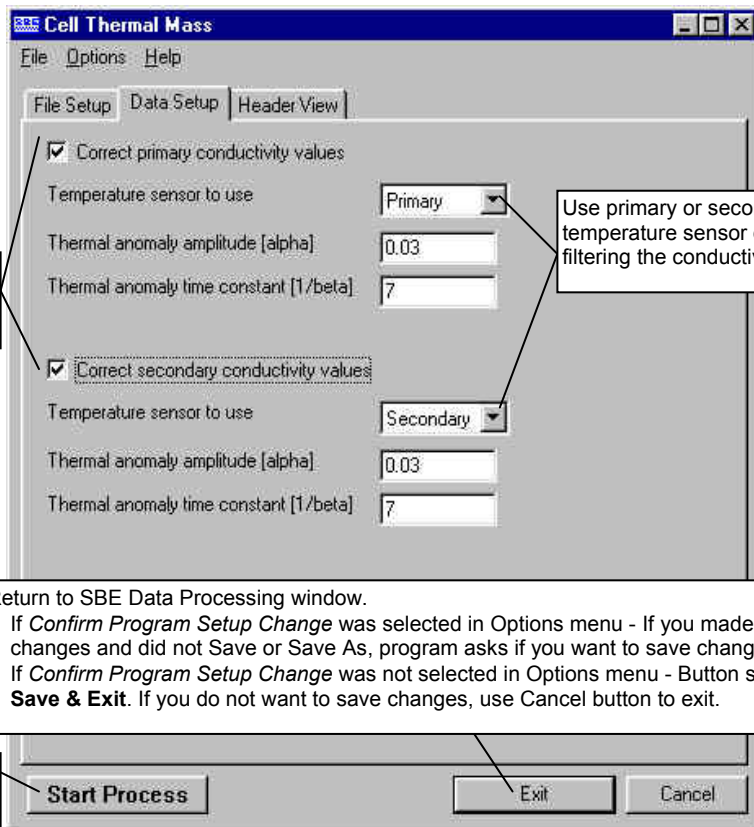 SBE Cell Thermal Mass
File Options Help
File Setup Data Setup Header View
Correct primary conductivity values
Temperature sensor to use Primary
Thermal anomaly amplitude [alpha] 0.03
Thermal anomaly time constant [1/beta] 7
Use primary or seco
temperature sensor
filtering the conductiv
Correct secondary conductivity values
Temperature sensor to use Secondary
Thermal anomaly amplitude [alpha] 0.03
Thermal anomaly time constant [1/beta] 7
eturn to SBE Data Processing window.
If Confirm Program Setup Change was selected in Options menu - If you made
changes and did not Save or Save As, program asks if you want to save chang
If Confirm Program Setup Change was not selected in Options menu - Button s
Save & Exit. If you do not want to save changes, use Cancel button to exit.
Start Process Exit Cancel